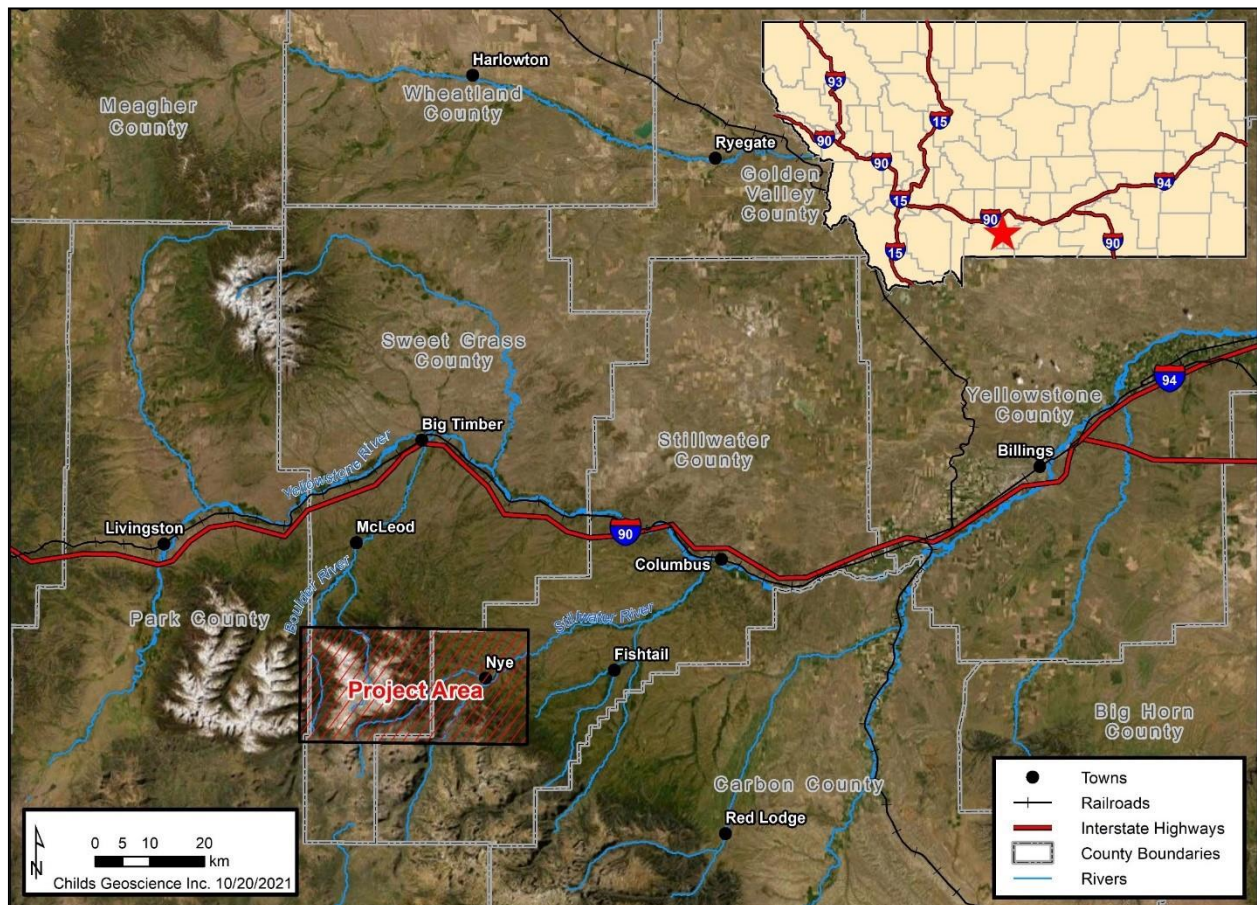 Harlowton
Meagher
County
Wheatland
County
Ryegate
Golden
Valley
County
93
15
90
90
15
90
94
15
90
Sweet Grass
County
Big Timber
Yellowstone River
Stillwater
County
Yellowstone
County
94
Billings
Livingston
McLeod
90
Columbus
Boulder River
Park County
Stillwater River
Nye
Fishtail
Project Area
Big Horn
County
Carbon County
Red Lodge
N
0 5 10 20
km
Childs Geoscience Inc. 10/20/2021
Towns
Railroads
Interstate Highways
County Boundaries
Rivers